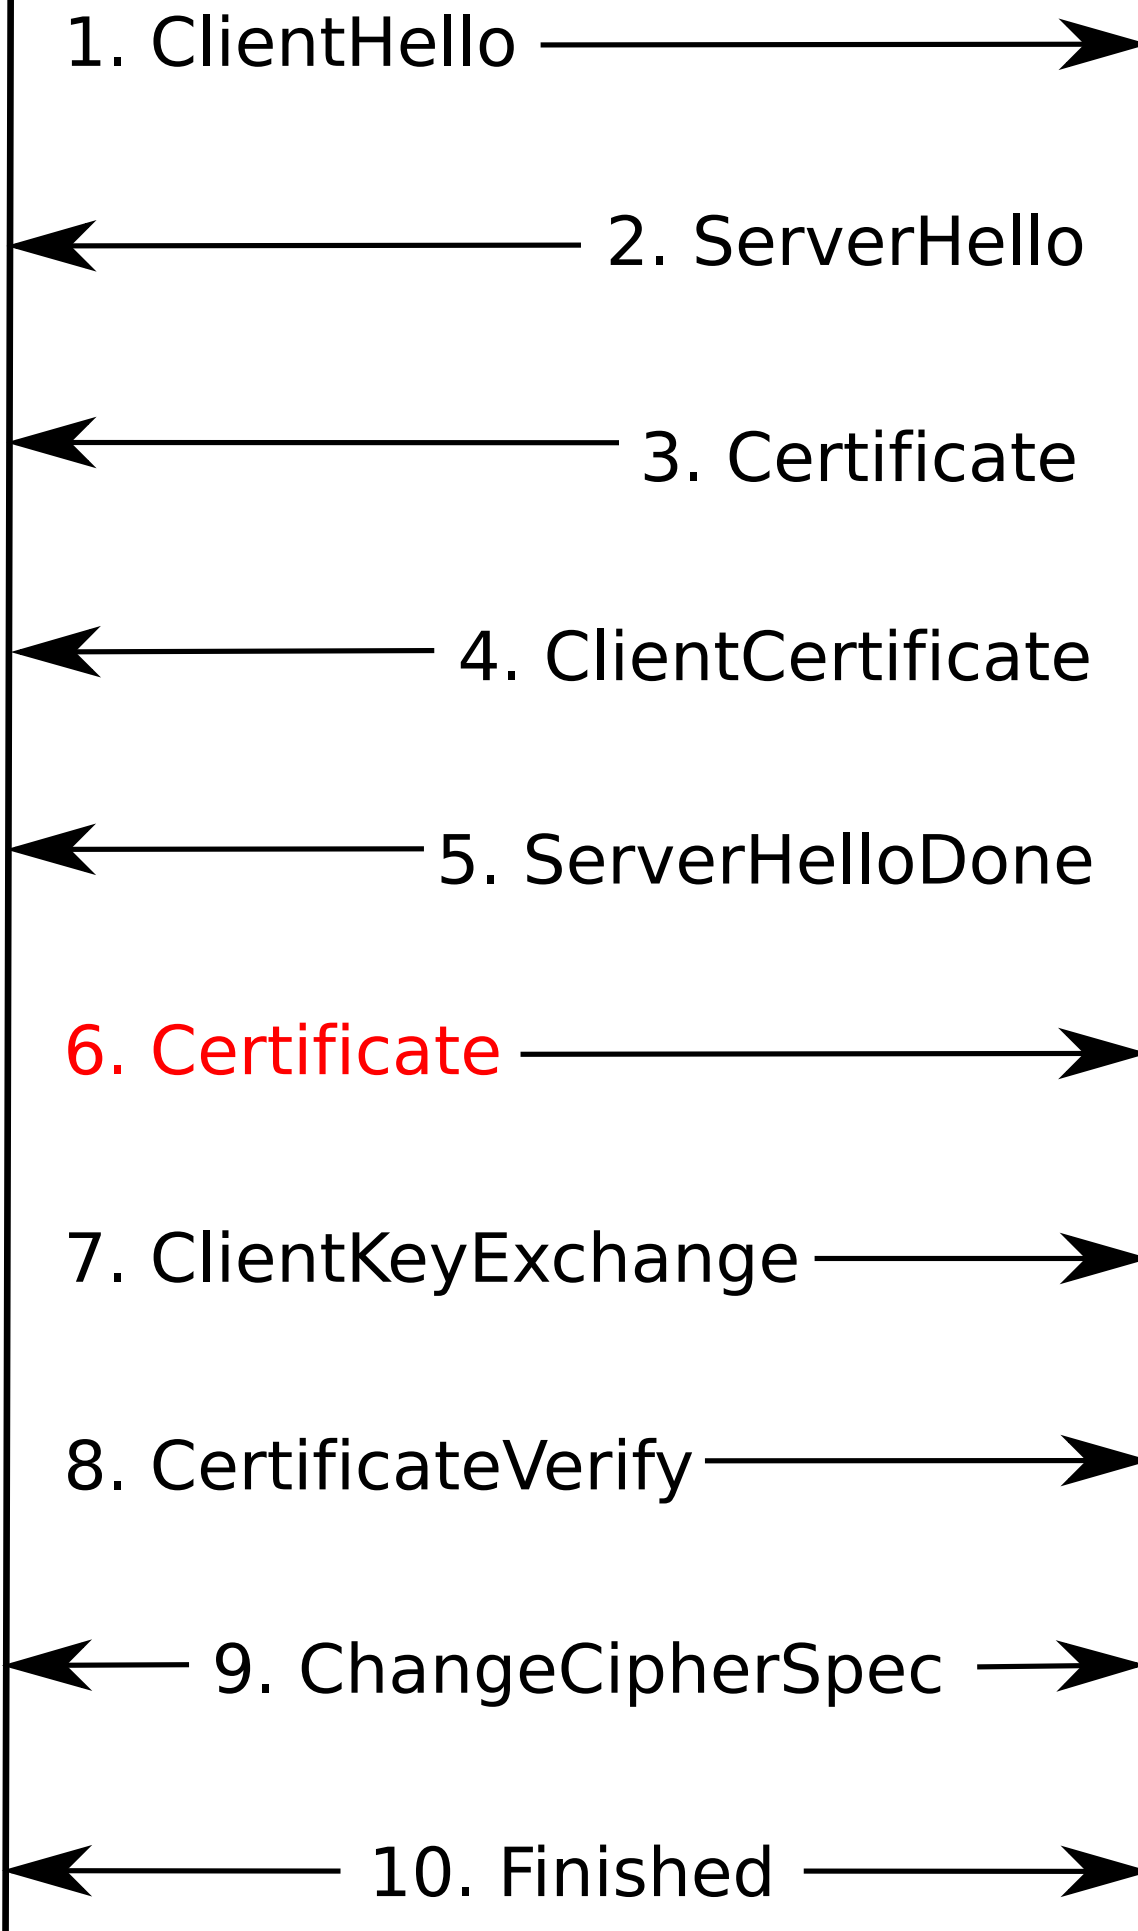 1. ClientHello
2. ServerHello
3. Certificate
4. ClientCertificate
5. ServerHelloDone
6. Certificate
7. ClientKeyExchange
8. CertificateVerify
9. ChangeCipherSpec
10. Finished